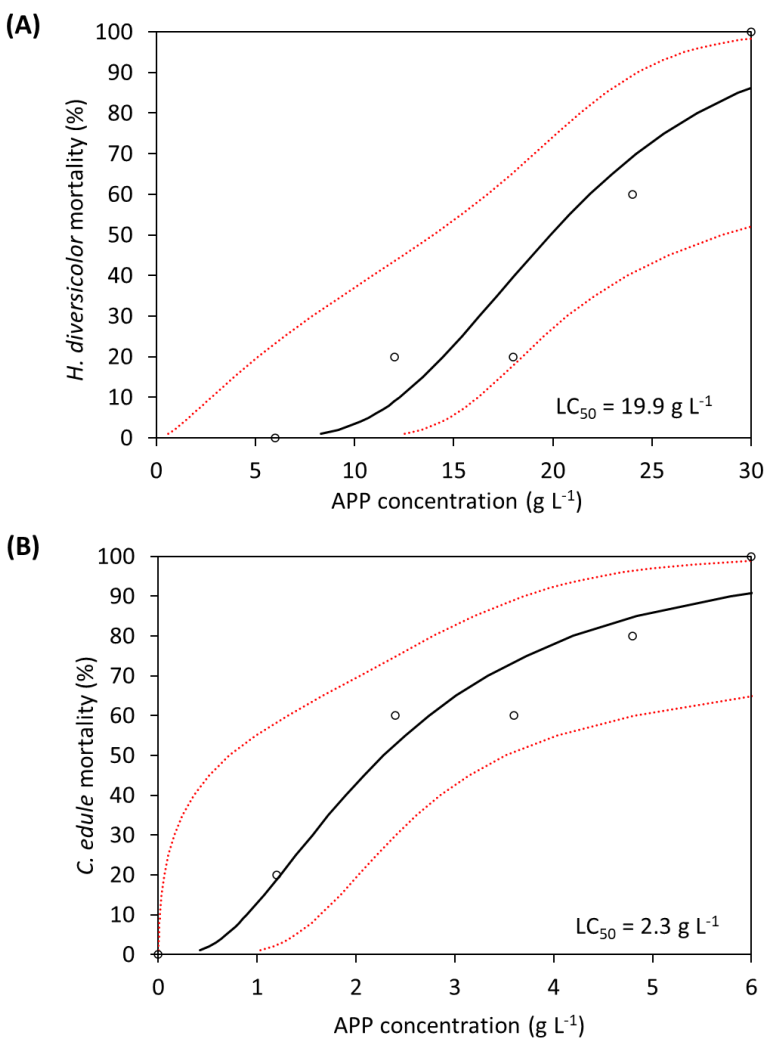 (A)
H. diversicolor mortality (%)
100
90
80
70
60
50
40
30
20
10
0
LC₅₀ = 19.9 g L⁻¹
0 5 10 15 20 25 30
APP concentration (g L⁻¹)
(B)
C. edule mortality (%)
100
90
80
70
60
50
40
30
20
10
0
LC₅₀ = 2.3 g L⁻¹
0 1 2 3 4 5 6
APP concentration (g L⁻¹)